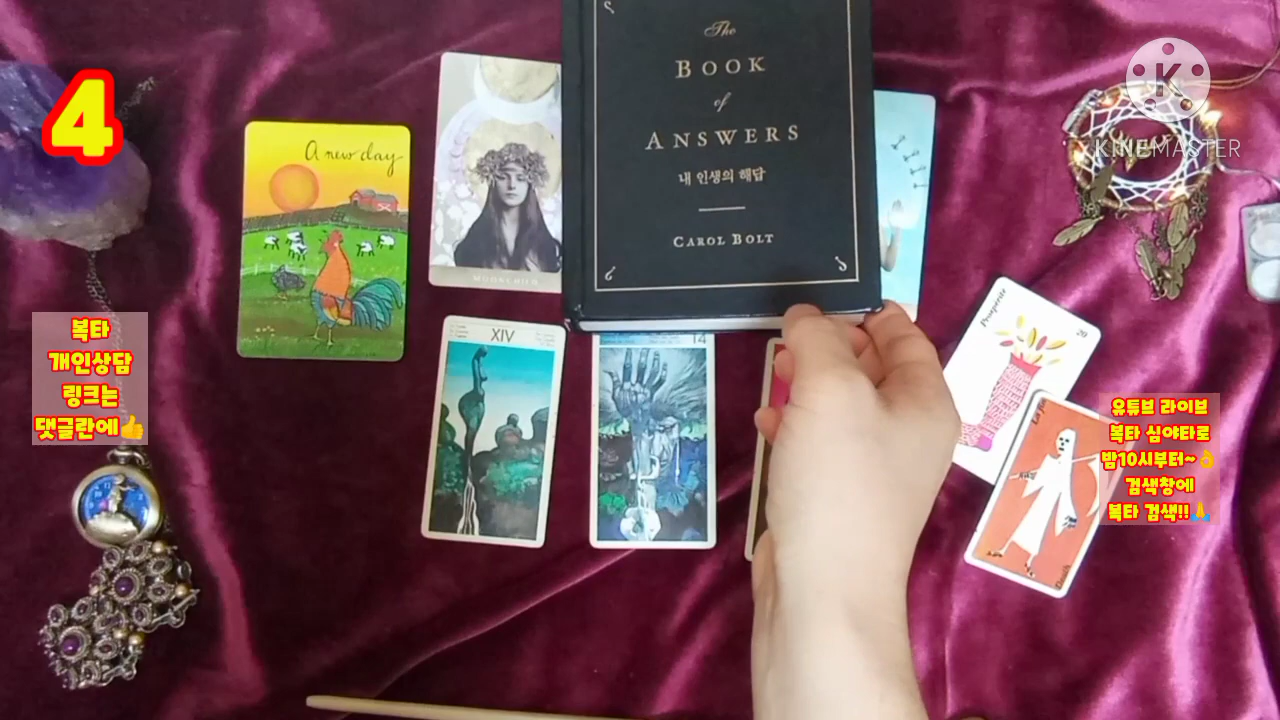 4
A new day
MOONCHILD
The
BOOK
of
ANSWERS
내 인생의 해답
CAROL BOLT
K
KINEMASTER
XIV
14
Prosperité
20
Death
복타
개인상담
링크는
댓글란에👍
유튜브 라이브
복타 심야타로
밤10시부터~👌
검색창에
복타 검색!!🙏